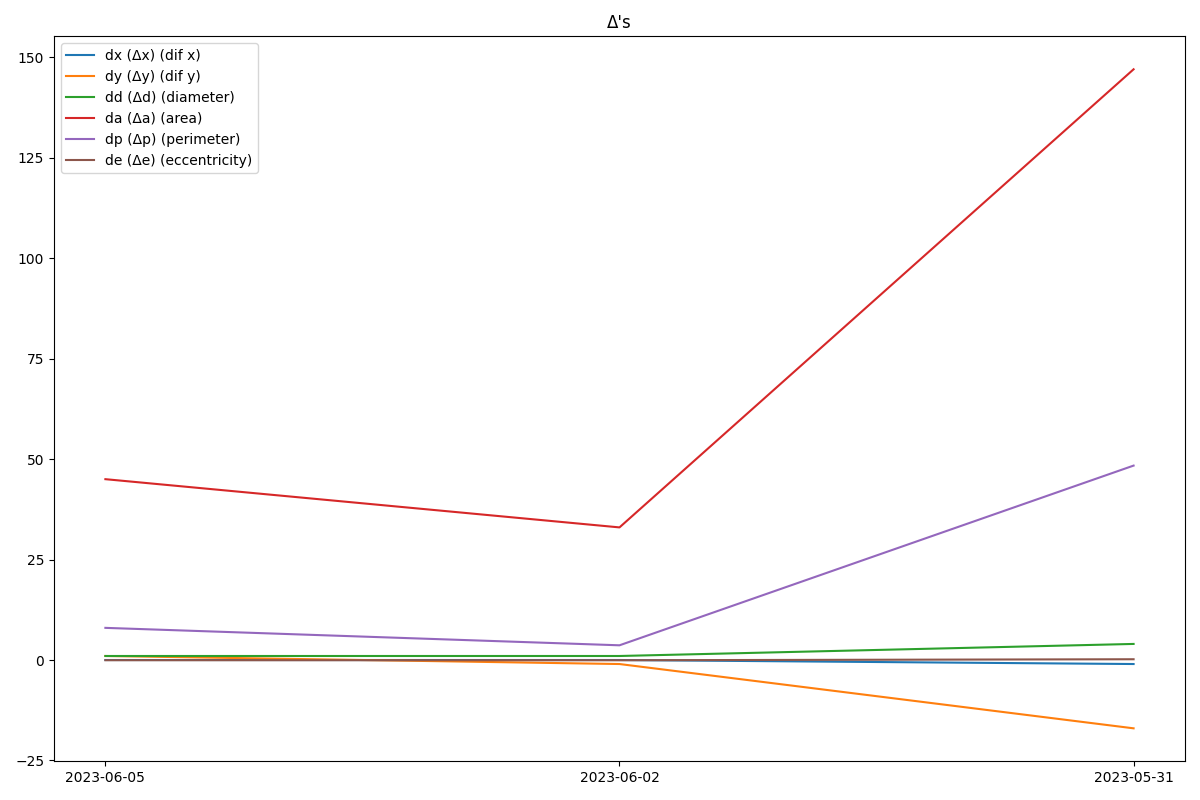 Δ's
dx (Δx) (dif x)
dy (Δy) (dif y)
dd (Δd) (diameter)
da (Δa) (area)
dp (Δp) (perimeter)
de (Δe) (eccentricity)
150
125
100
75
50
25
0
−25
2023-06-05 2023-06-02 2023-05-31